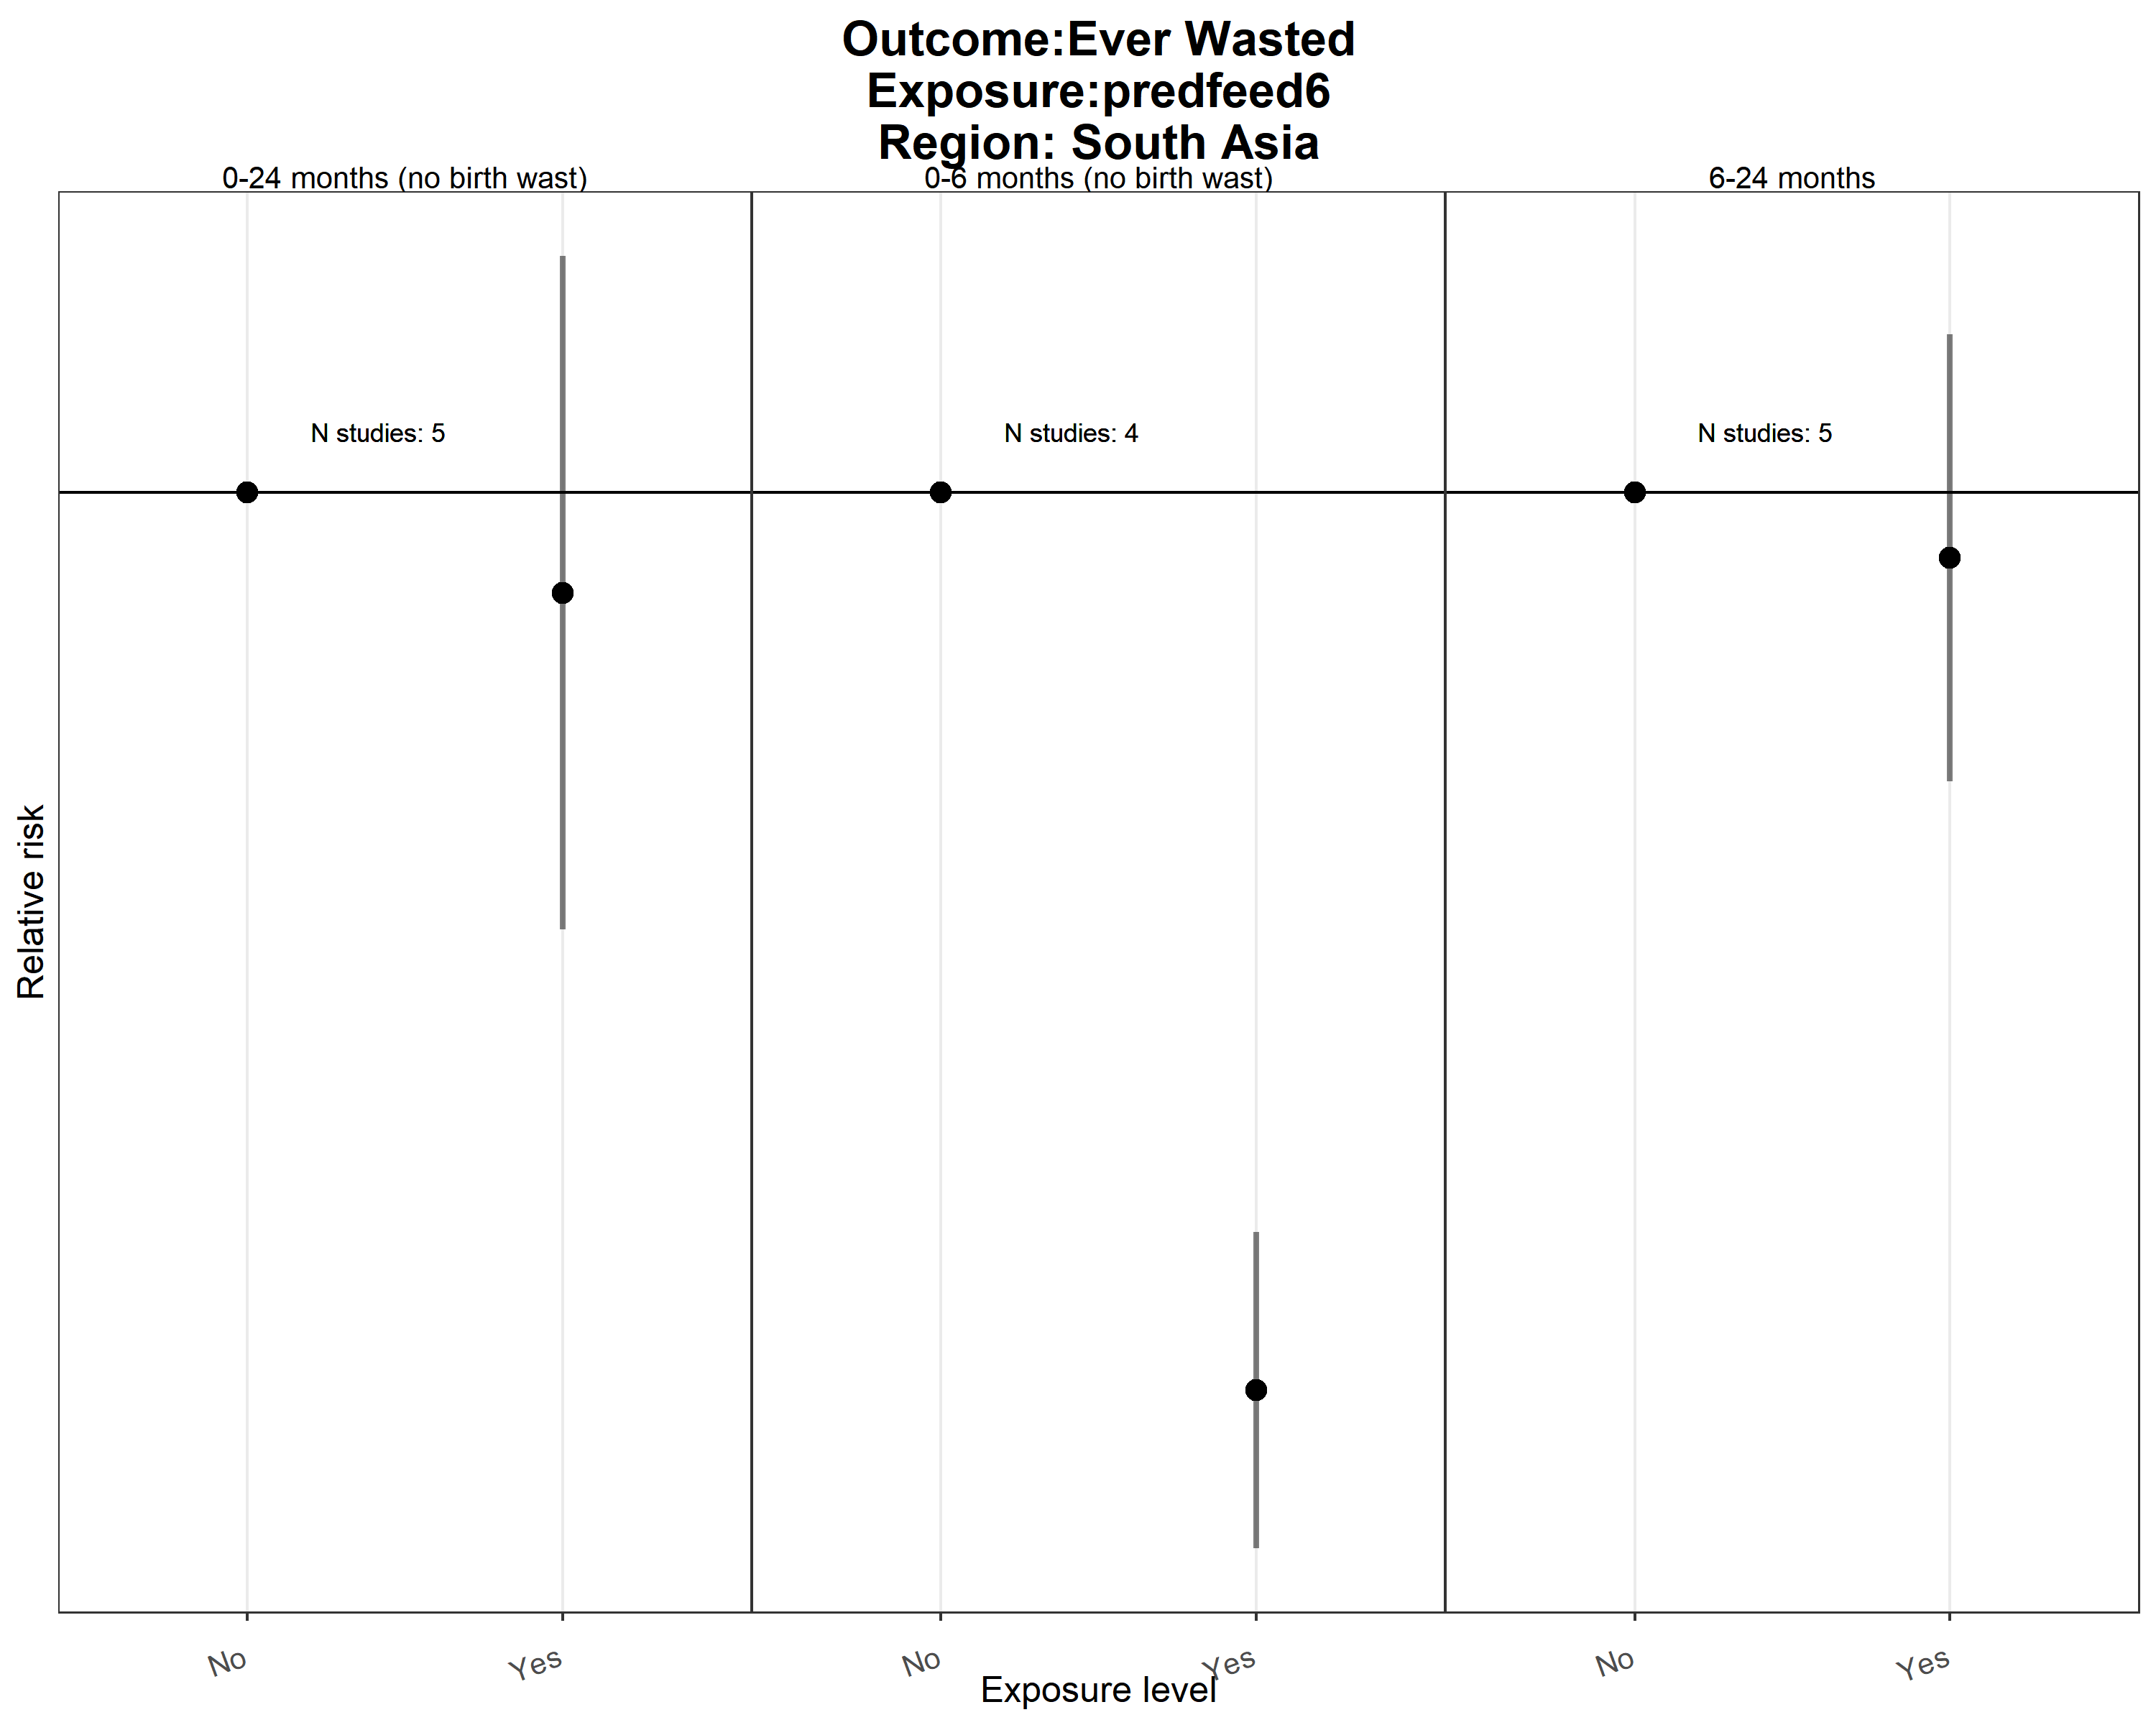 Outcome:Ever Wasted
Exposure:predfeed6
Region: South Asia
0-24 months (no birth wast)
0-6 months (no birth wast)
6-24 months
N studies: 5
N studies: 4
N studies: 5
Relative risk
No
Yes
No
Yes
No
Yes
Exposure level